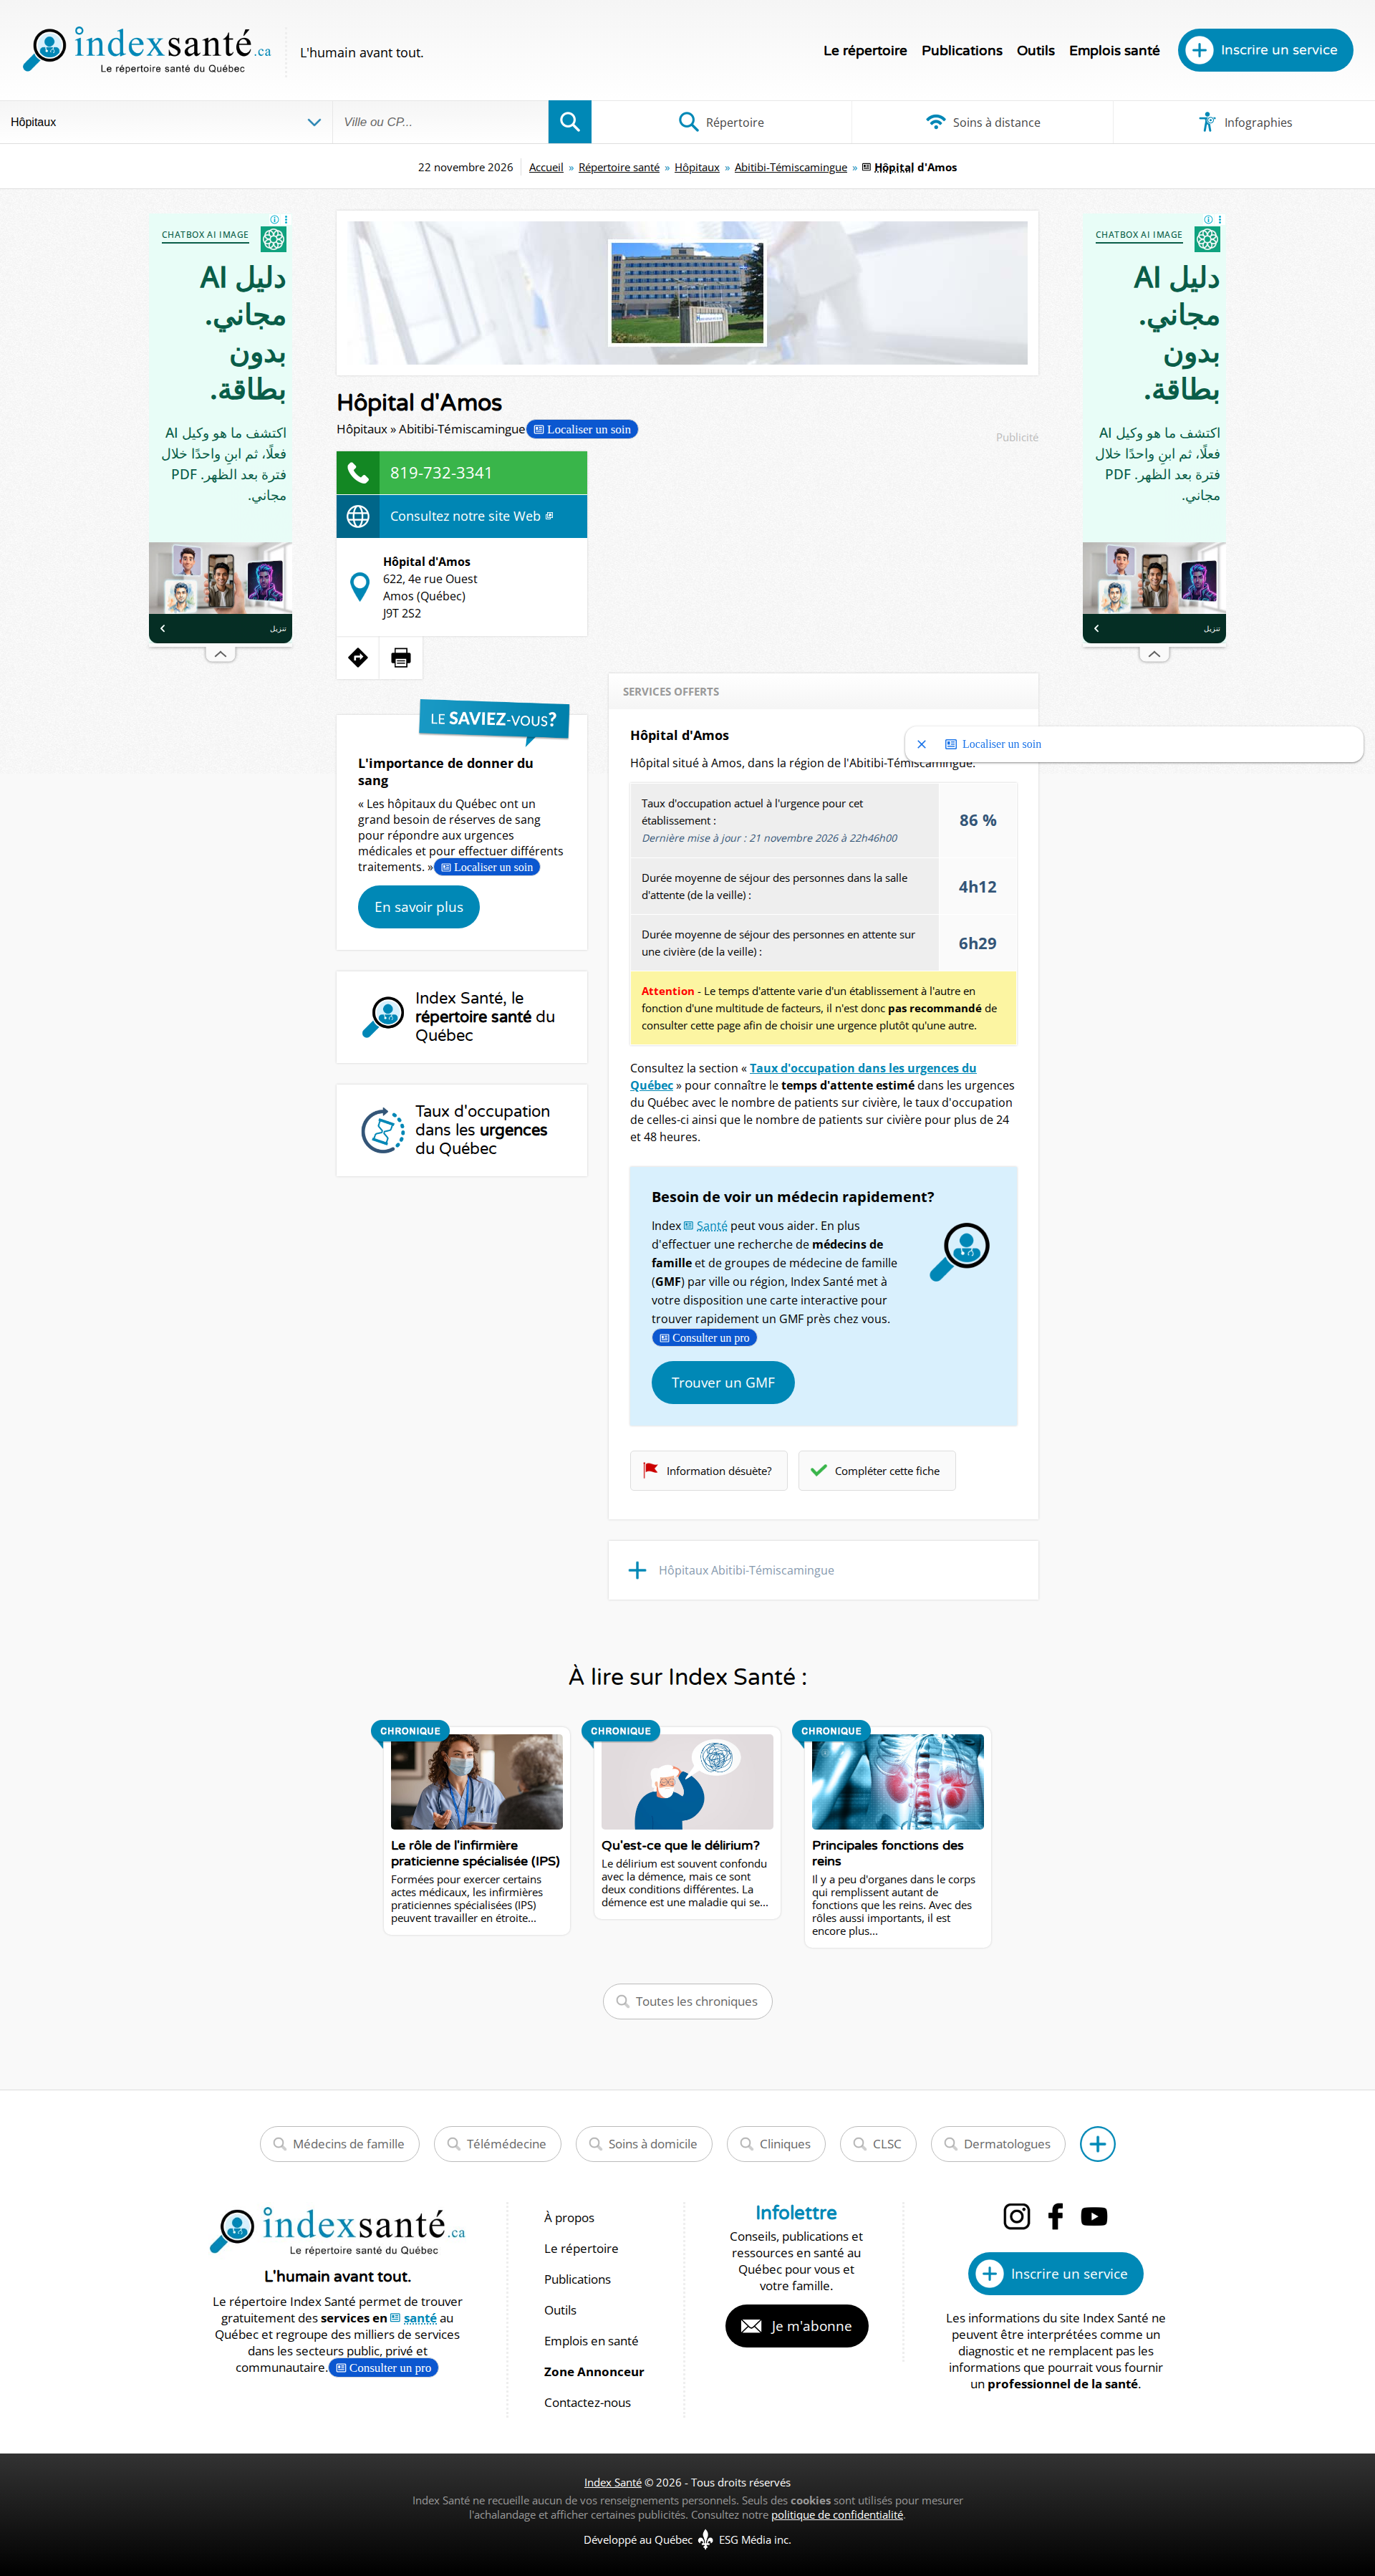 indexsanté.ca
Le répertoire santé du Québec
L'humain avant tout.
Le répertoire
Publications
Outils
Emplois santé
Inscrire un service
Hôpitaux
Ville ou CP...
Répertoire
Soins à distance
Infographies
22 novembre 2026
Accueil » Répertoire santé » Hôpitaux » Abitibi-Témiscamingue » Hôpital d'Amos
CHATBOX AI IMAGE
دليل AI
مجاني.
بدون
بطاقة.
اكتشف ما هو وكيل AI
فعلًا، ثم ابنِ واحدًا خلال
فترة بعد الظهر. PDF
مجاني.
تنزيل
CHATBOX AI IMAGE
دليل AI
مجاني.
بدون
بطاقة.
اكتشف ما هو وكيل AI
فعلًا، ثم ابنِ واحدًا خلال
فترة بعد الظهر. PDF
مجاني.
تنزيل
Hôpital d'Amos
Hôpitaux » Abitibi-Témiscamingue Localiser un soin
Publicité
819-732-3341
Consultez notre site Web
Hôpital d'Amos
622, 4e rue Ouest
Amos (Québec)
J9T 2S2
LE SAVIEZ-VOUS?
L'importance de donner du
sang
« Les hôpitaux du Québec ont un
grand besoin de réserves de sang
pour répondre aux urgences
médicales et pour effectuer différents
traitements. » Localiser un soin
En savoir plus
Index Santé, le
répertoire santé du
Québec
Taux d'occupation
dans les urgences
du Québec
SERVICES OFFERTS
Hôpital d'Amos
Localiser un soin
Hôpital situé à Amos, dans la région de l'Abitibi-Témiscamingue.
Taux d'occupation actuel à l'urgence pour cet
établissement :
Dernière mise à jour : 21 novembre 2026 à 22h46h00
86 %
Durée moyenne de séjour des personnes dans la salle
d'attente (de la veille) :
4h12
Durée moyenne de séjour des personnes en attente sur
une civière (de la veille) :
6h29
Attention - Le temps d'attente varie d'un établissement à l'autre en
fonction d'une multitude de facteurs, il n'est donc pas recommandé de
consulter cette page afin de choisir une urgence plutôt qu'une autre.
Consultez la section « Taux d'occupation dans les urgences du
Québec » pour connaître le temps d'attente estimé dans les urgences
du Québec avec le nombre de patients sur civière, le taux d'occupation
de celles-ci ainsi que le nombre de patients sur civière pour plus de 24
et 48 heures.
Besoin de voir un médecin rapidement?
Index Santé peut vous aider. En plus
d'effectuer une recherche de médecins de
famille et de groupes de médecine de famille
(GMF) par ville ou région, Index Santé met à
votre disposition une carte interactive pour
trouver rapidement un GMF près chez vous.
Consulter un pro
Trouver un GMF
Information désuète?
Compléter cette fiche
Hôpitaux Abitibi-Témiscamingue
À lire sur Index Santé :
CHRONIQUE
Le rôle de l'infirmière
praticienne spécialisée (IPS)
Formées pour exercer certains
actes médicaux, les infirmières
praticiennes spécialisées (IPS)
peuvent travailler en étroite...
CHRONIQUE
Qu'est-ce que le délirium?
Le délirium est souvent confondu
avec la démence, mais ce sont
deux conditions différentes. La
démence est une maladie qui se...
CHRONIQUE
Principales fonctions des
reins
Il y a peu d'organes dans le corps
qui remplissent autant de
fonctions que les reins. Avec des
rôles aussi importants, il est
encore plus...
Toutes les chroniques
Médecins de famille
Télémédecine
Soins à domicile
Cliniques
CLSC
Dermatologues
indexsanté.ca
Le répertoire santé du Québec
L'humain avant tout.
Le répertoire Index Santé permet de trouver
gratuitement des services en santé au
Québec et regroupe des milliers de services
dans les secteurs public, privé et
communautaire. Consulter un pro
À propos
Le répertoire
Publications
Outils
Emplois en santé
Zone Annonceur
Contactez-nous
Infolettre
Conseils, publications et
ressources en santé au
Québec pour vous et
votre famille.
Je m'abonne
Inscrire un service
Les informations du site Index Santé ne
peuvent être interprétées comme un
diagnostic et ne remplacent pas les
informations que pourrait vous fournir
un professionnel de la santé.
Index Santé © 2026 - Tous droits réservés
Index Santé ne recueille aucun de vos renseignements personnels. Seuls des cookies sont utilisés pour mesurer
l'achalandage et afficher certaines publicités. Consultez notre politique de confidentialité.
Développé au Québec ESG Média inc.